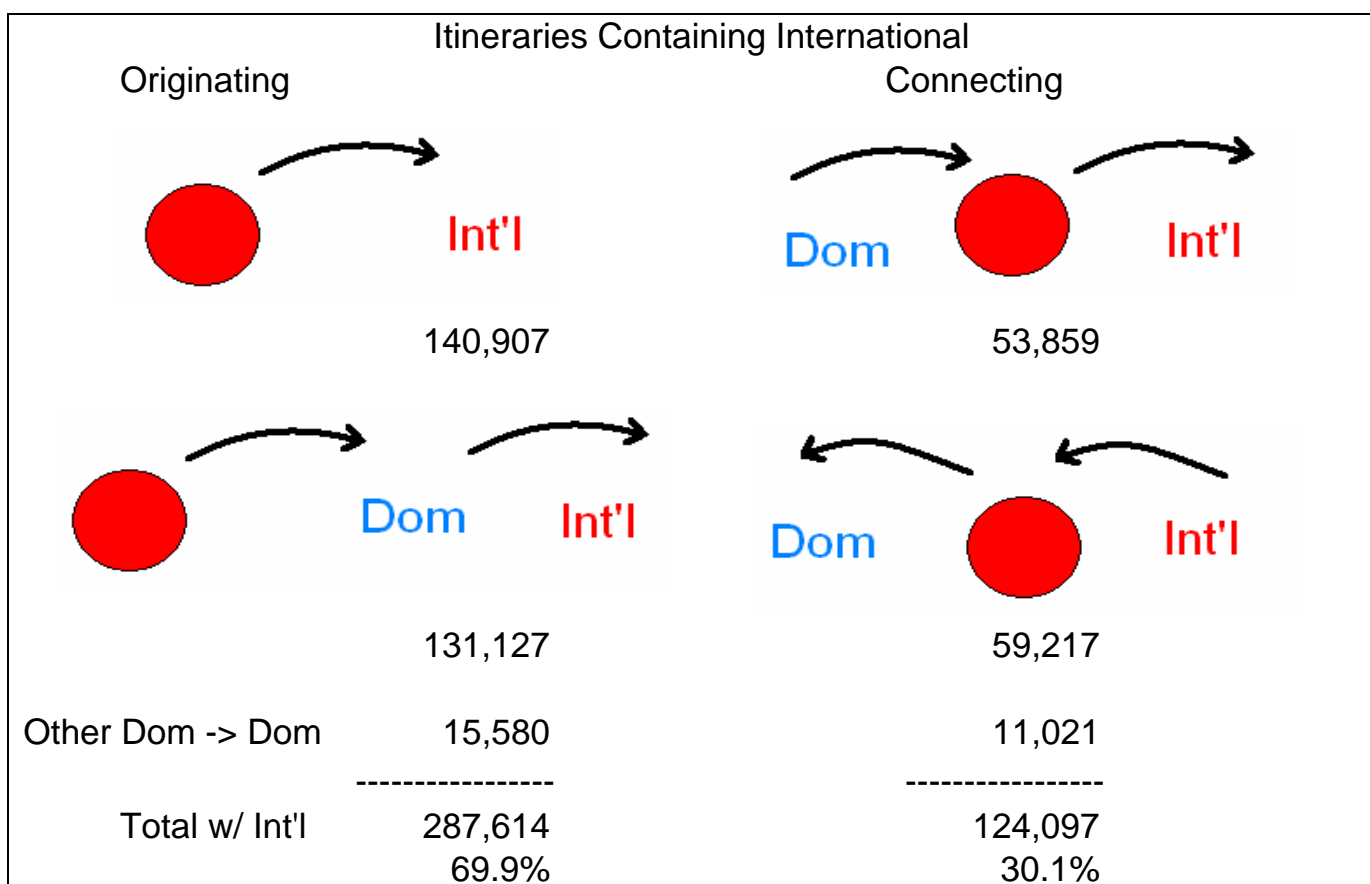 Itineraries Containing International
Originating Connecting
Int'l Dom Int'l
140,907 53,859
Dom Int'l Dom Int'l
131,127 59,217
Other Dom -> Dom 15,580 11,021
----------------- -----------------
Total w/ Int'l 287,614 124,097
69.9% 30.1%